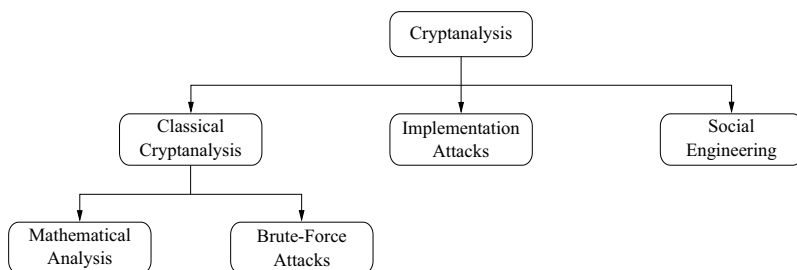 Cryptanalysis
Classical
Cryptanalysis
Implementation
Attacks
Social
Engineering
Mathematical
Analysis
Brute-Force
Attacks